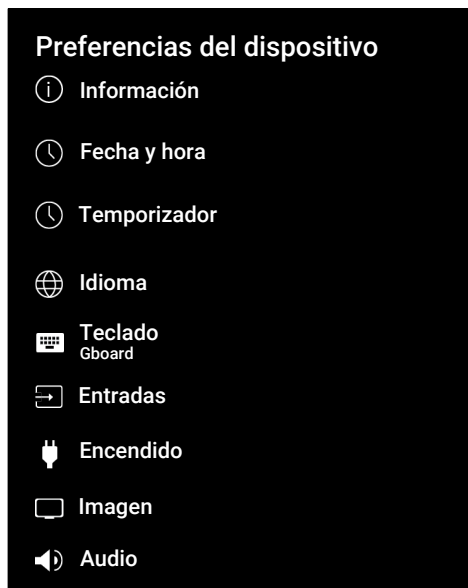 Preferencias del dispositivo
Información
Fecha y hora
Temporizador
Idioma
Teclado
Gboard
Entradas
Encendido
Imagen
Audio